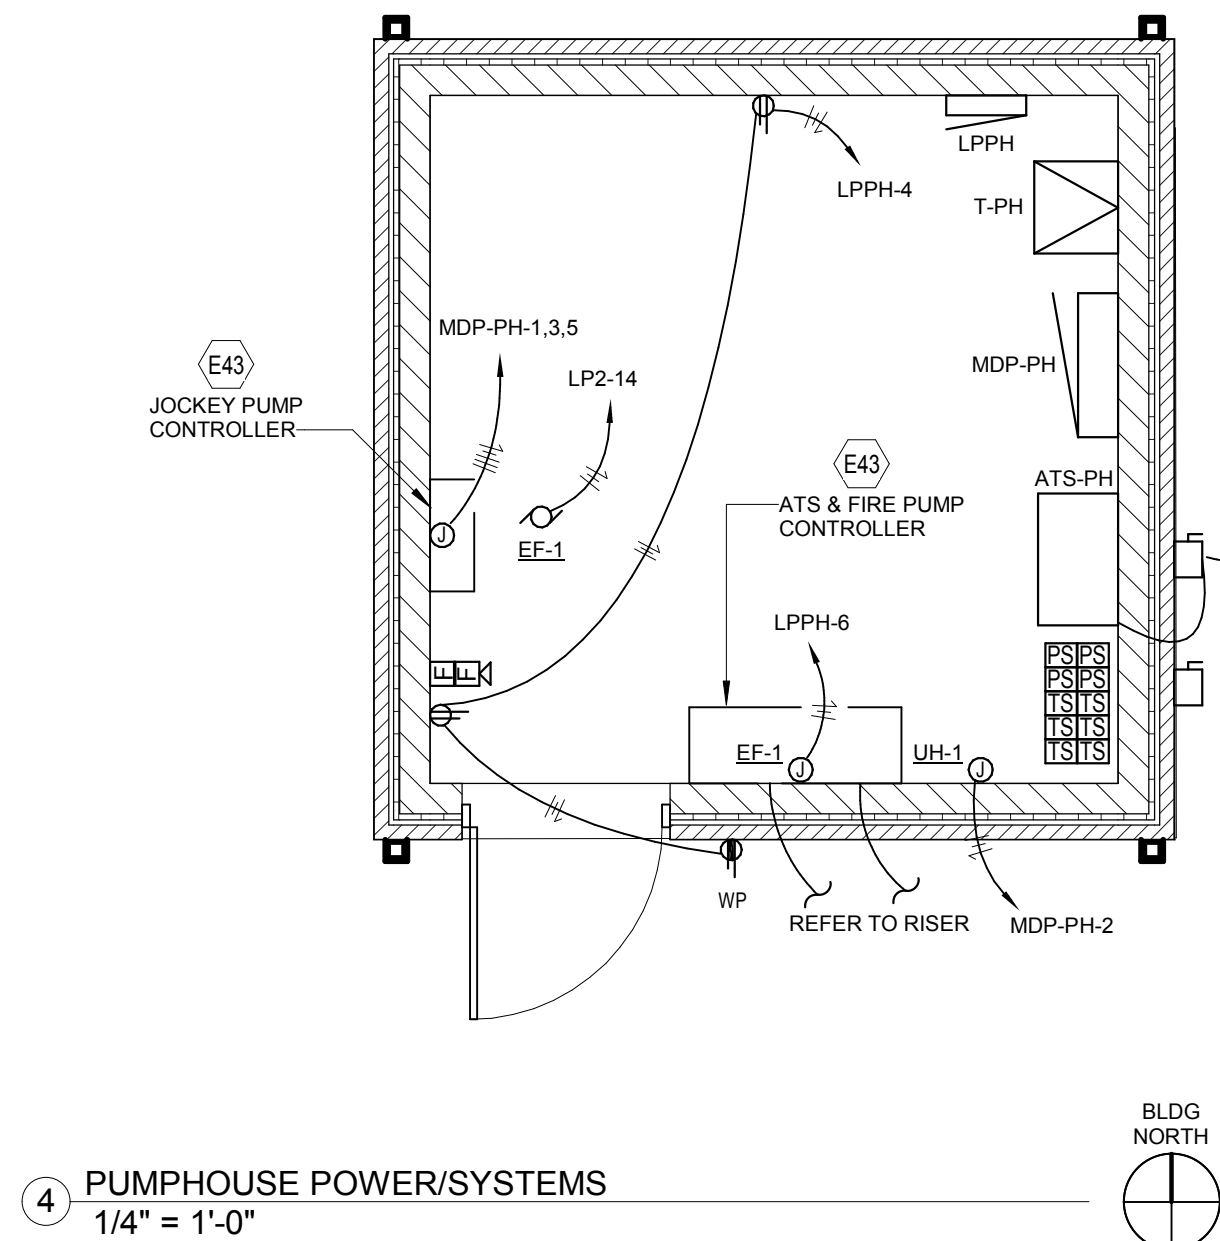 LPPH
LPPH-4
T-PH
MDP-PH-1,3,5
E43
JOCKEY PUMP
CONTROLLER
LP2-14
MDP-PH
E43
ATS & FIRE PUMP
CONTROLLER
ATS-PH
J
EF-1
LPPH-6
F F
PS PS
PS PS
TS TS
TS TS
TS TS
EF-1
J
UH-1
J
WP
REFER TO RISER
MDP-PH-2
BLDG
NORTH
4
PUMPHOUSE POWER/SYSTEMS
1/4" = 1'-0"